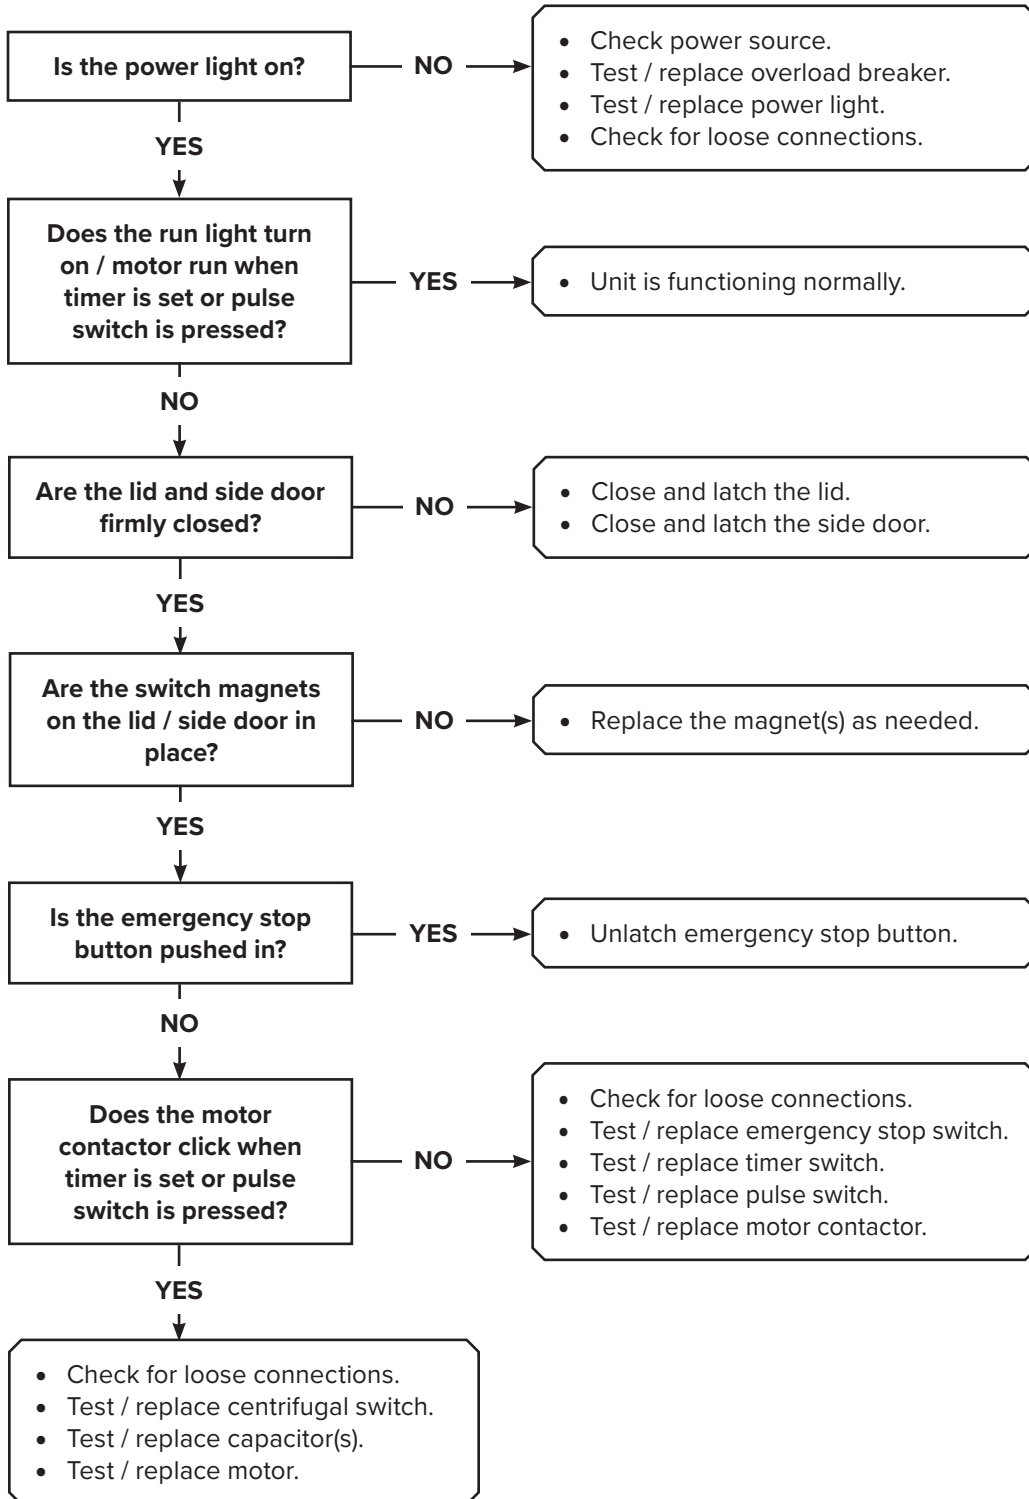 Is the power light on?
NO
• Check power source.
• Test / replace overload breaker.
• Test / replace power light.
• Check for loose connections.
YES
Does the run light turn
on / motor run when
timer is set or pulse
switch is pressed?
YES
• Unit is functioning normally.
NO
Are the lid and side door
firmly closed?
NO
• Close and latch the lid.
• Close and latch the side door.
YES
Are the switch magnets
on the lid / side door in
place?
NO
• Replace the magnet(s) as needed.
YES
Is the emergency stop
button pushed in?
YES
• Unlatch emergency stop button.
NO
Does the motor
contactor click when
timer is set or pulse
switch is pressed?
NO
• Check for loose connections.
• Test / replace emergency stop switch.
• Test / replace timer switch.
• Test / replace pulse switch.
• Test / replace motor contactor.
YES
• Check for loose connections.
• Test / replace centrifugal switch.
• Test / replace capacitor(s).
• Test / replace motor.